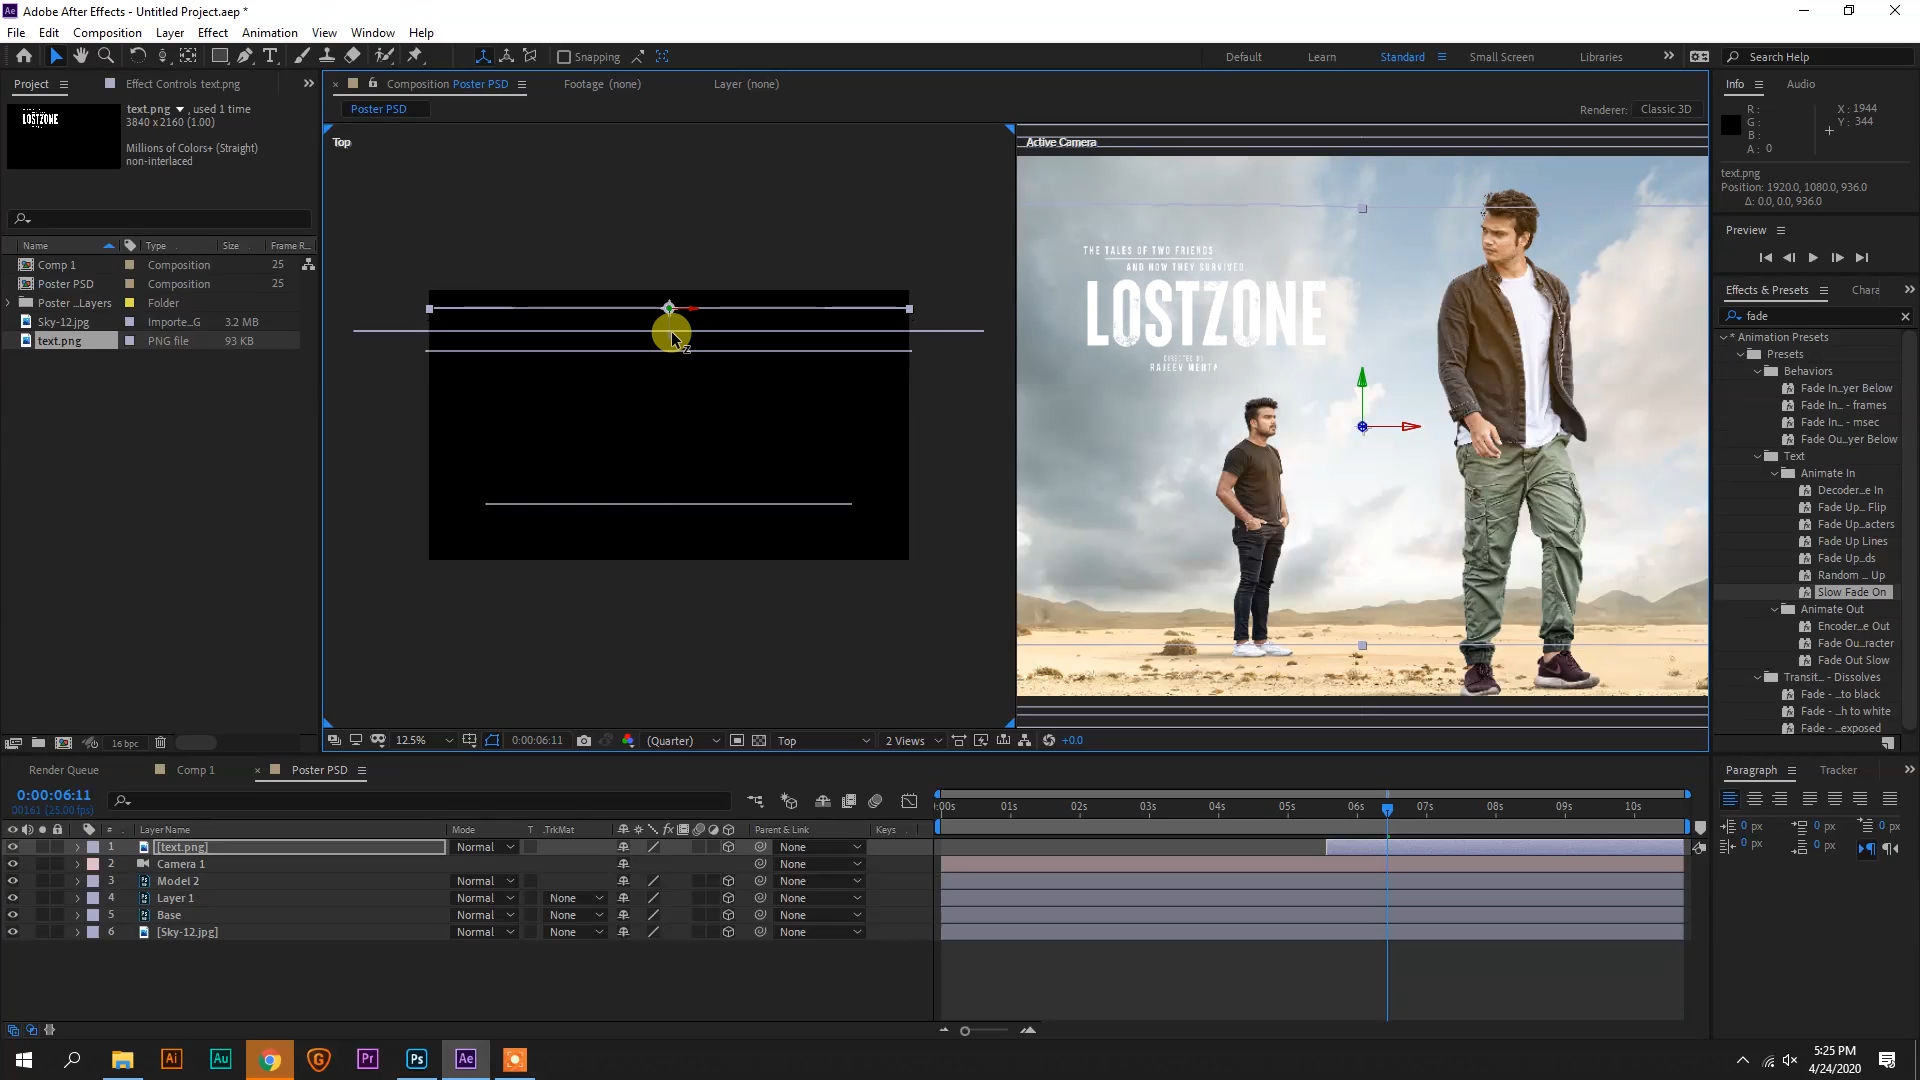 Adobe After Effects - Untitled Project.aep *
File Edit Composition Layer Effect Animation View Window Help
Snapping
Default Learn Standard Small Screen Libraries
Search Help
Project
Effect Controls text.png
text.png , used 1 time
3840 x 2160 (1.00)
Millions of Colors+ (Straight)
non-interlaced
Name Type Size Frame R...
Comp 1 Composition 25
Poster PSD Composition 25
Poster ...Layers Folder
Sky-12.jpg Importe...G 3.2 MB
text.png PNG file 93 KB
16 bpc
Composition Poster PSD
Footage (none)
Layer (none)
Poster PSD
Renderer: Classic 3D
Top
Active Camera
THE TALES OF TWO FRIENDS
AND HOW THEY SURVIVED
LOSTZONE
DIRECTED BY
RAJEEV MEHTA
12.5% 0:00:06:11 (Quarter) Top 2 Views +0.0
Info Audio
R :
G :
B :
A : 0
X : 1944
Y : 344
text.png
Position: 1920.0, 1080.0, 936.0
Δ: 0.0, 0.0, 936.0
Preview
Effects & Presets Chara
fade
* Animation Presets
Presets
Behaviors
Fade In...yer Below
Fade In... - frames
Fade In... - msec
Fade Ou...yer Below
Text
Animate In
Decoder...e In
Fade Up... Flip
Fade Up...acters
Fade Up Lines
Fade Up...ds
Random ... Up
Slow Fade On
Animate Out
Encoder...e Out
Fade Ou...racter
Fade Out Slow
Transit... - Dissolves
Fade - ...to black
Fade - ...h to white
Fade - ...exposed
Render Queue Comp 1 Poster PSD
0:00:06:11
00161 (25.00 fps)
# Layer Name Mode T .TrkMat Parent & Link Keys
1 [text.png] Normal None
2 Camera 1 None
3 Model 2 Normal None
4 Layer 1 Normal None None
5 Base Normal None None
6 [Sky-12.jpg] Normal None None
:00s 01s 02s 03s 04s 05s 06s 07s 08s 09s 10s
Paragraph Tracker
0 px 0 px 0 px
0 px 0 px
5:25 PM
4/24/2020